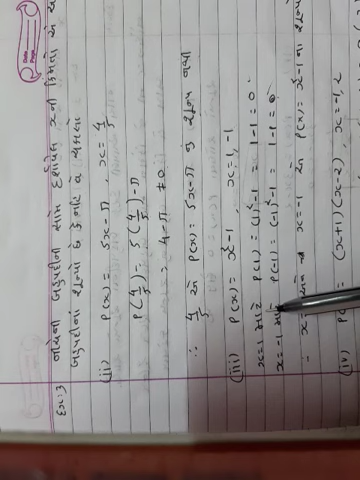 Ex:3 નીચેના બહુપદીની સામે દર્શાવેલ x ની કિંમતો એ
બહુપદીના શૂન્યો છે કે નહિ તે ચકાસો
(ii) P(x) = 5x - π, x = 4/5
P(4/5) = 5(4/5) - π
= 4 - π ≠ 0
∴ 4/5 એ P(x) = 5x - π નું શૂન્ય નથી
(iii) P(x) = x² - 1, x = 1, -1
x = 1 માટે P(1) = (1)² - 1 = 1 - 1 = 0
x = -1 માટે P(-1) = (-1)² - 1 = 1 - 1 = 0
x = -1 એ P(x) = x² - 1 ના શૂન્ય
(iv) P = (x+1)(x-2), x = -1, 2